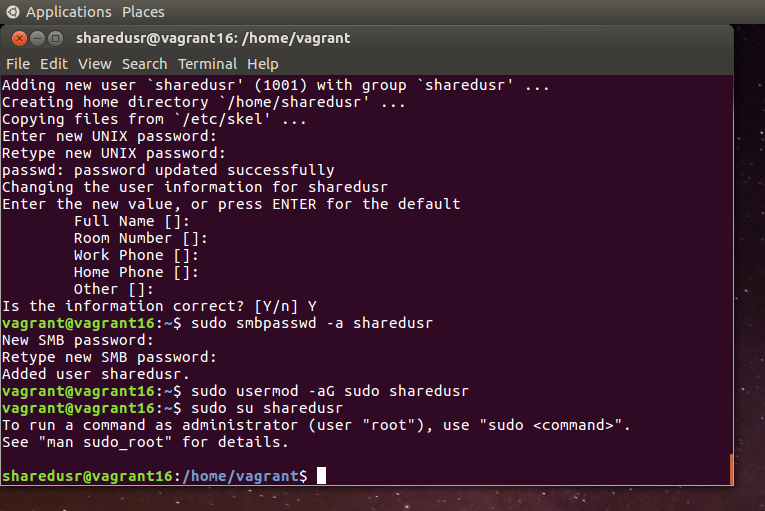 Applications Places
sharedusr@vagrant16: /home/vagrant
File Edit View Search Terminal Help
Adding new user `sharedusr' (1001) with group `sharedusr' ...
Creating home directory `/home/sharedusr' ...
Copying files from `/etc/skel' ...
Enter new UNIX password:
Retype new UNIX password:
passwd: password updated successfully
Changing the user information for sharedusr
Enter the new value, or press ENTER for the default
        Full Name []:
        Room Number []:
        Work Phone []:
        Home Phone []:
        Other []:
Is the information correct? [Y/n] Y
vagrant@vagrant16:~$ sudo smbpasswd -a sharedusr
New SMB password:
Retype new SMB password:
Added user sharedusr.
vagrant@vagrant16:~$ sudo usermod -aG sudo sharedusr
vagrant@vagrant16:~$ sudo su sharedusr
To run a command as administrator (user "root"), use "sudo <command>".
See "man sudo_root" for details.
sharedusr@vagrant16:/home/vagrant$